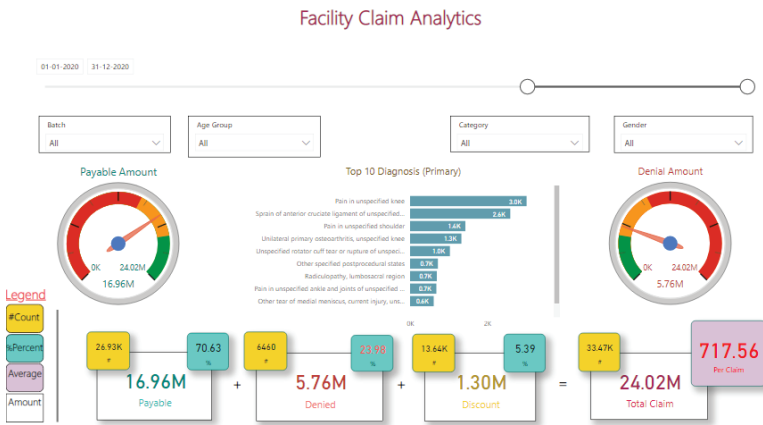 Facility Claim Analytics
01-01-2020 31-12-2020
Batch
All
Age Group
All
Category
All
Gender
All
Payable Amount
0K 24.02M
16.96M
Top 10 Diagnosis (Primary)
Pain in unspecified knee 3.0K
Sprain of anterior cruciate ligament of unspecified... 2.6K
Pain in unspecified shoulder 1.6K
Unilateral primary osteoarthritis, unspecified knee 1.3K
Unspecified rotator cuff tear or rupture of unspeci... 1.0K
Other specified postprocedural states 0.7K
Radiculopathy, lumbosacral region 0.7K
Pain in unspecified ankle and joints of unspecified ... 0.7K
Other tear of medial meniscus, current injury, uns... 0.6K
0K 2K
Denial Amount
0K 24.02M
5.76M
Legend
#Count
%Percent
Average
Amount
26.93K
#
70.63
%
16.96M
Payable
+
6460
#
23.98
%
5.76M
Denied
+
13.64K
#
5.39
%
1.30M
Discount
=
33.47K
#
717.56
Per Claim
24.02M
Total Claim